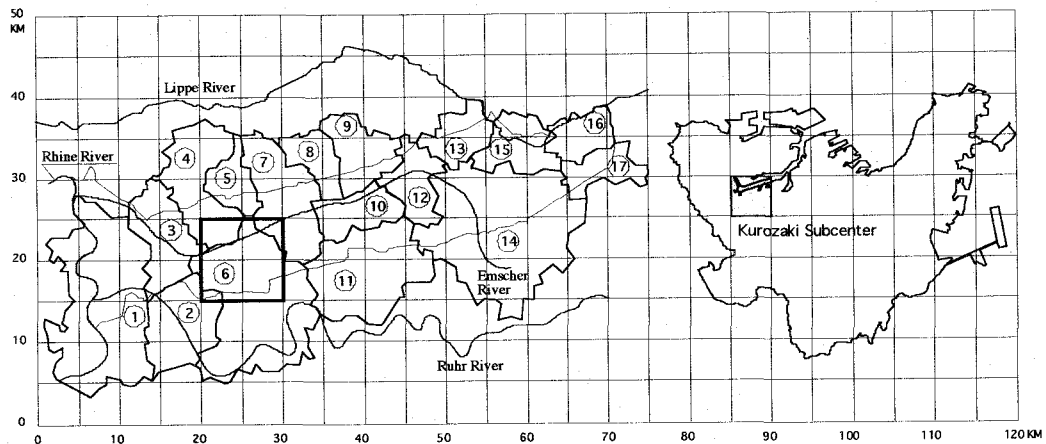 50
KM
40
30
20
10
0
Lippe River
Rhine River
9
4
7
8
13
15
16
5
17
10
12
3
14
6
11
Emscher
River
1
2
Ruhr River
Kurozaki Subcenter
0 10 20 30 40 50 60 70 80 90 100 110 120 KM